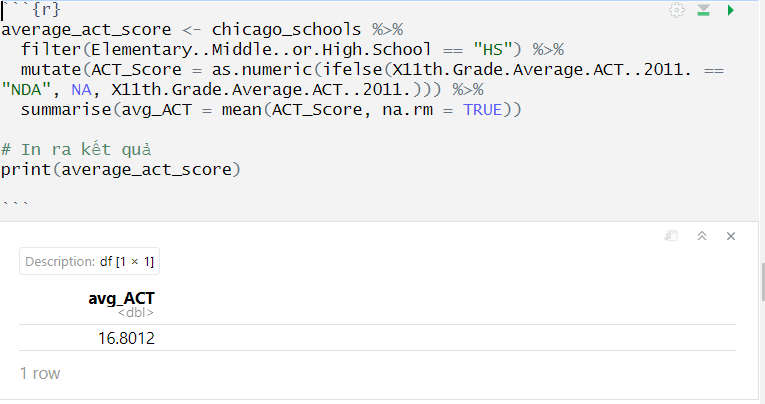 ```{r}
average_act_score <- chicago_schools %>%
  filter(Elementary..Middle..or.High.School == "HS") %>%
  mutate(ACT_Score = as.numeric(ifelse(X11th.Grade.Average.ACT..2011. ==
"NDA", NA, X11th.Grade.Average.ACT..2011.))) %>%
  summarise(avg_ACT = mean(ACT_Score, na.rm = TRUE))
# In ra kết quả
print(average_act_score)
```
Description: df [1 × 1]
avg_ACT
<dbl>
16.8012
1 row